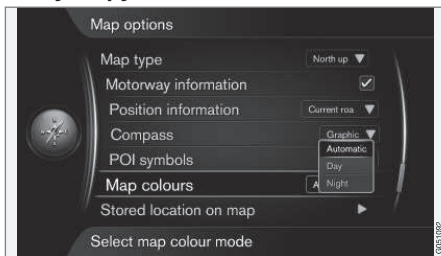 Map options
Map type North up
Motorway information
Position information Current roa
Compass Graphic
Automatic
POI symbols
Day
Map colours A Night
Stored location on map
Select map colour mode
G051092